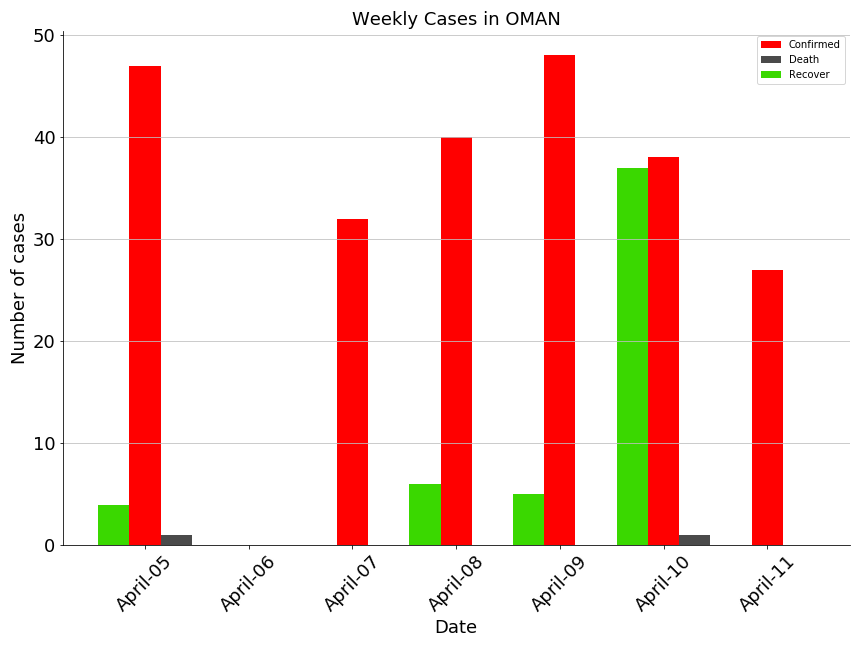 Weekly Cases in OMAN
Confirmed
Death
Recover
Number of cases
50
40
30
20
10
0
April-05
April-06
April-07
April-08
April-09
April-10
April-11
Date